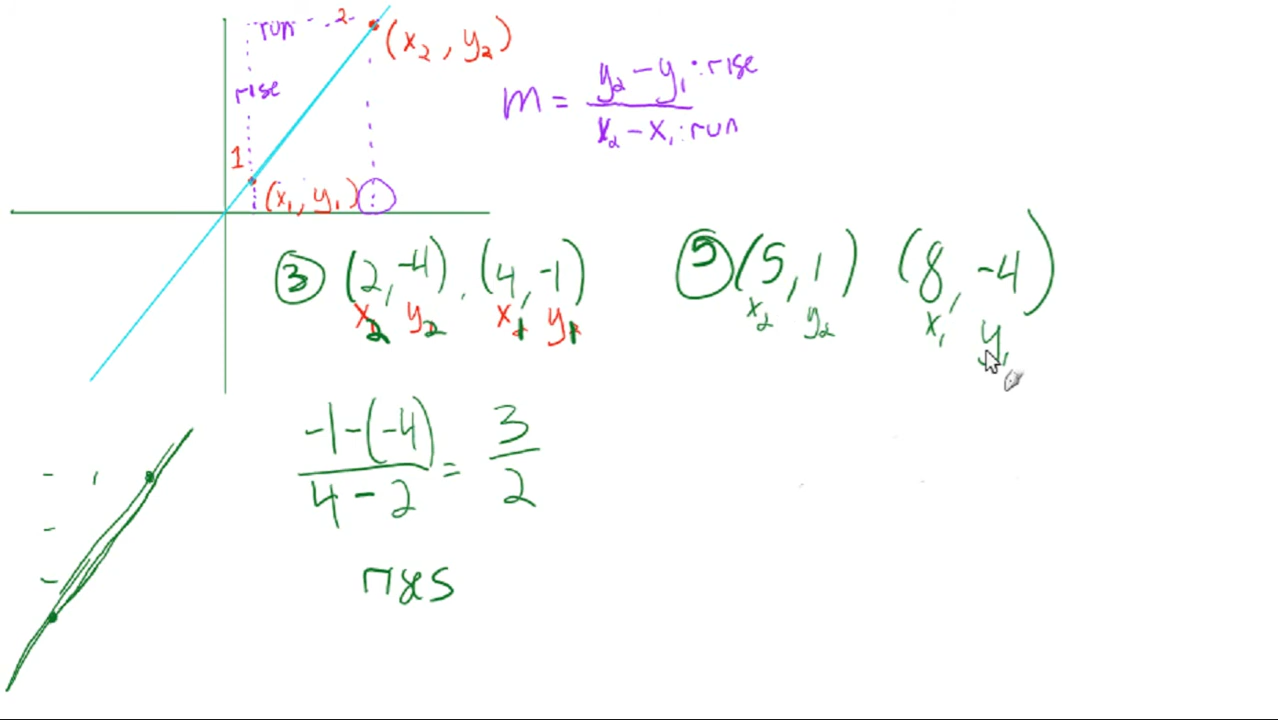 run 2
(x₂, y₂)
rise
m = (y₂ - y₁ : rise) / (x₂ - x₁ : run)
1
(x₁, y₁)
③ (2, -4), (4, -1)
x₂ y₂ x₁ y₁
⑤ (5, 1) (8, -4)
x₂ y₂ x₁ y₁
(-1-(-4)) / (4-2) = 3/2
rises